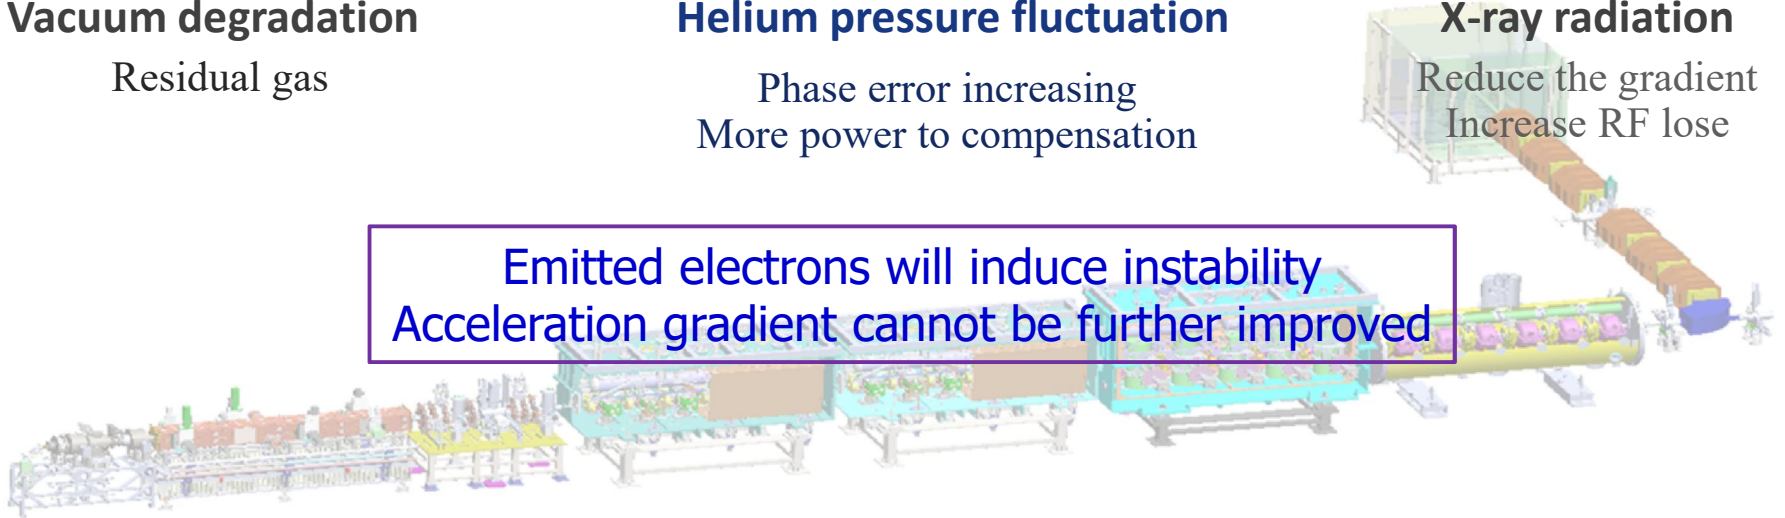 Vacuum degradation
Residual gas
Helium pressure fluctuation
Phase error increasing
More power to compensation
X-ray radiation
Reduce the gradient
Increase RF lose
Emitted electrons will induce instability
Acceleration gradient cannot be further improved